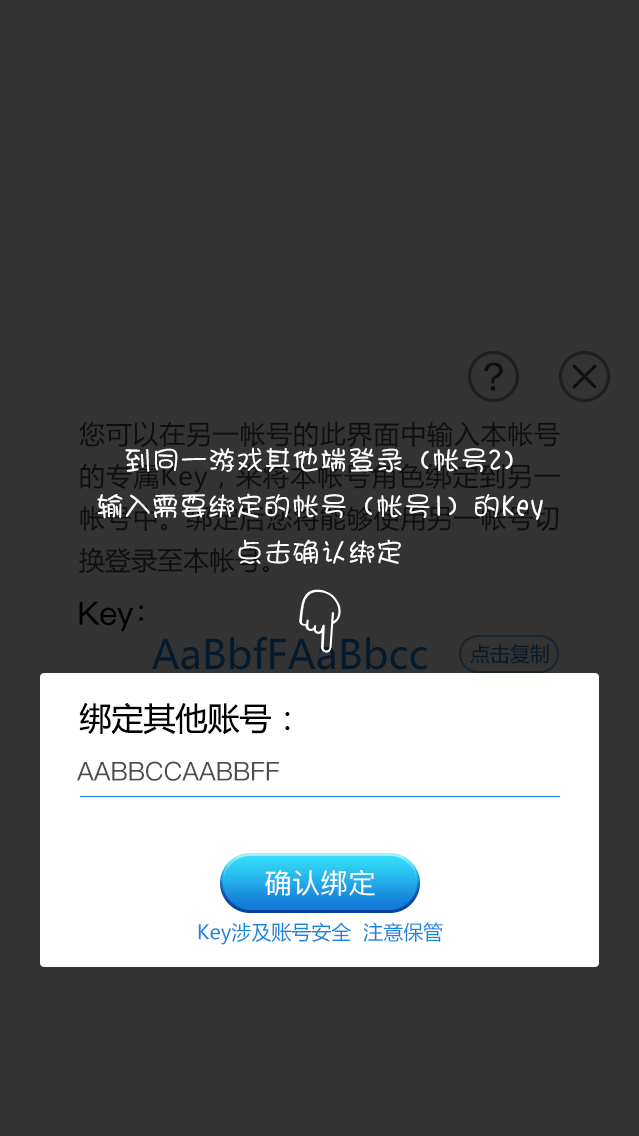 ?
您可以在另一帐号的此界面中输入本帐号
到同一游戏其他端登录（帐号2）
的专属Key，来将本帐号角色绑定到另一
输入需要绑定的帐号（帐号1）的Key
帐号中。绑定后您将能够使用另一帐号切
点击确认绑定
换登录至本帐号。
Key：
AaBbfFAaBbcc
点击复制
绑定其他账号：
AABBCCAABBFF
确认绑定
Key涉及账号安全 注意保管